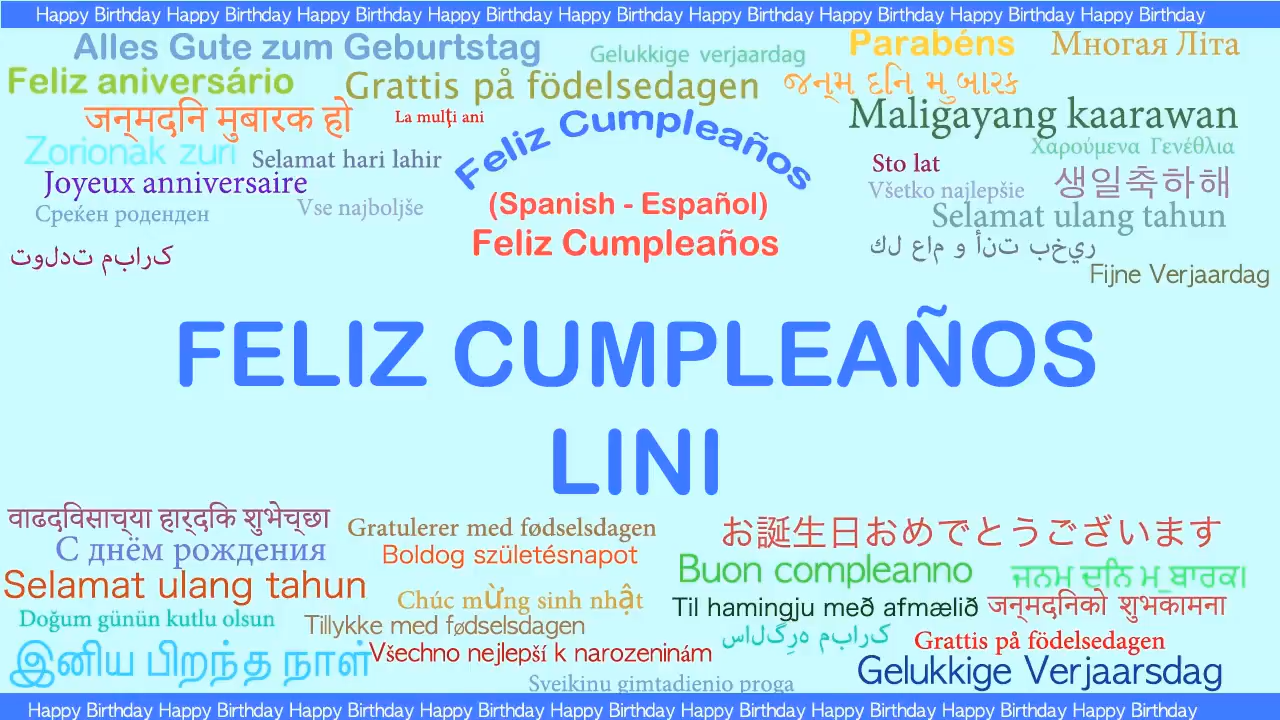 Happy Birthday Happy Birthday Happy Birthday Happy Birthday Happy Birthday Happy Birthday Happy Birthday Happy Birthday Happy Birthday
Alles Gute zum Geburtstag
Gelukkige verjaardag
Parabéns
Многая Літа
Feliz aniversário
Grattis på födelsedagen
જન્મ દિન મુબારક
जन्मदिन मुबारक हो
La mulţi ani
Feliz Cumpleaños
Maligayang kaarawan
Zorionak zuri
Selamat hari lahir
Sto lat
Χαρούμενα Γενέθλια
Joyeux anniversaire
Všetko najlepšie
생일축하해
Среќен роденден
Vse najboljše
(Spanish - Español)
Selamat ulang tahun
تولدت مبارک
Feliz Cumpleaños
كل عام و أنت بخير
Fijne Verjaardag
FELIZ CUMPLEAÑOS
LINI
वाढदिवसाच्या हार्दिक शुभेच्छा
Gratulerer med fødselsdagen
お誕生日おめでとうございます
С днём рождения
Boldog születésnapot
Buon compleanno
ਜਨਮ ਦਿਨ ਮੁਬਾਰਕ।
Selamat ulang tahun
Chúc mừng sinh nhật
Til hamingju með afmælið
जन्मदिनको शुभकामना
Doğum günün kutlu olsun
Tillykke med fødselsdagen
سالگرہ مبارک
Grattis på födelsedagen
இனிய பிறந்த நாள்
Všechno nejlepší k narozeninám
Gelukkige Verjaarsdag
Sveikinu gimtadienio proga
Happy Birthday Happy Birthday Happy Birthday Happy Birthday Happy Birthday Happy Birthday Happy Birthday Happy Birthday Happy Birthday